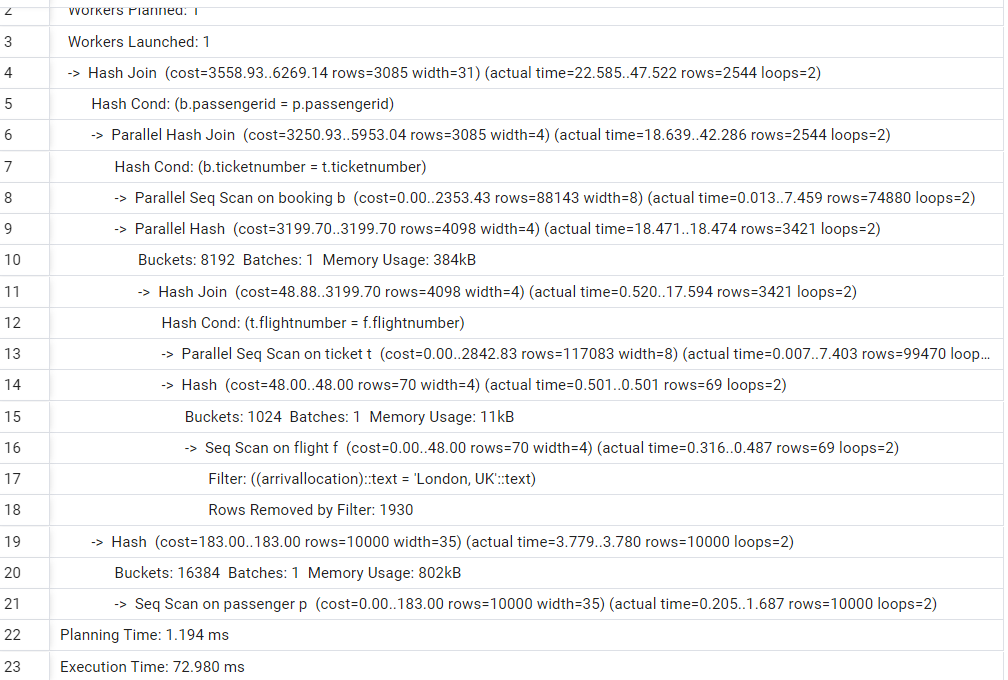 2 Workers Planned: 1
3 Workers Launched: 1
4 -> Hash Join (cost=3558.93..6269.14 rows=3085 width=31) (actual time=22.585..47.522 rows=2544 loops=2)
5 Hash Cond: (b.passengerid = p.passengerid)
6 -> Parallel Hash Join (cost=3250.93..5953.04 rows=3085 width=4) (actual time=18.639..42.286 rows=2544 loops=2)
7 Hash Cond: (b.ticketnumber = t.ticketnumber)
8 -> Parallel Seq Scan on booking b (cost=0.00..2353.43 rows=88143 width=8) (actual time=0.013..7.459 rows=74880 loops=2)
9 -> Parallel Hash (cost=3199.70..3199.70 rows=4098 width=4) (actual time=18.471..18.474 rows=3421 loops=2)
10 Buckets: 8192 Batches: 1 Memory Usage: 384kB
11 -> Hash Join (cost=48.88..3199.70 rows=4098 width=4) (actual time=0.520..17.594 rows=3421 loops=2)
12 Hash Cond: (t.flightnumber = f.flightnumber)
13 -> Parallel Seq Scan on ticket t (cost=0.00..2842.83 rows=117083 width=8) (actual time=0.007..7.403 rows=99470 loop...
14 -> Hash (cost=48.00..48.00 rows=70 width=4) (actual time=0.501..0.501 rows=69 loops=2)
15 Buckets: 1024 Batches: 1 Memory Usage: 11kB
16 -> Seq Scan on flight f (cost=0.00..48.00 rows=70 width=4) (actual time=0.316..0.487 rows=69 loops=2)
17 Filter: ((arrivallocation)::text = 'London, UK'::text)
18 Rows Removed by Filter: 1930
19 -> Hash (cost=183.00..183.00 rows=10000 width=35) (actual time=3.779..3.780 rows=10000 loops=2)
20 Buckets: 16384 Batches: 1 Memory Usage: 802kB
21 -> Seq Scan on passenger p (cost=0.00..183.00 rows=10000 width=35) (actual time=0.205..1.687 rows=10000 loops=2)
22 Planning Time: 1.194 ms
23 Execution Time: 72.980 ms